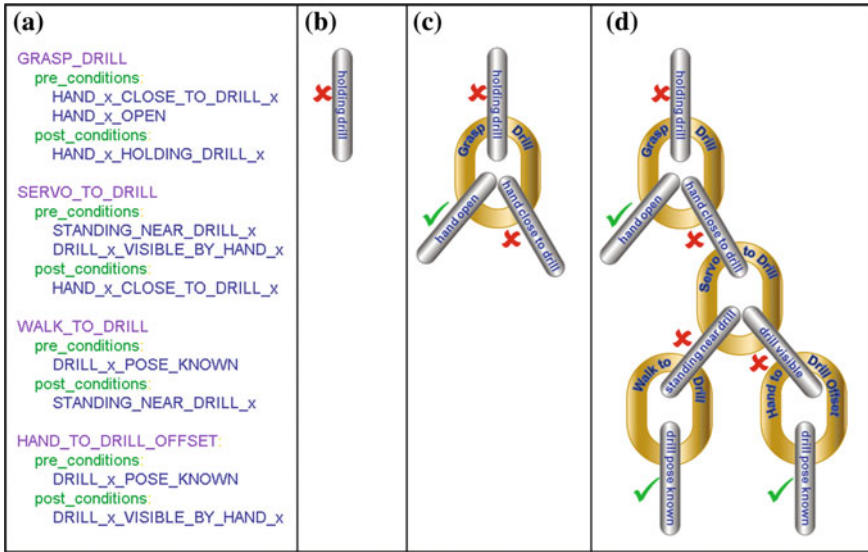 (a)
GRASP_DRILL
pre_conditions:
HAND_x_CLOSE_TO_DRILL_x
HAND_x_OPEN
post_conditions:
HAND_x_HOLDING_DRILL_x
SERVO_TO_DRILL
pre_conditions:
STANDING_NEAR_DRILL_x
DRILL_x_VISIBLE_BY_HAND_x
post_conditions:
HAND_x_CLOSE_TO_DRILL_x
WALK_TO_DRILL
pre_conditions:
DRILL_x_POSE_KNOWN
post_conditions:
STANDING_NEAR_DRILL_x
HAND_TO_DRILL_OFFSET:
pre_conditions:
DRILL_x_POSE_KNOWN
post_conditions:
DRILL_x_VISIBLE_BY_HAND_x
(b)
holding drill
(c)
holding drill
Grasp Drill
hand open
hand close to drill
(d)
holding drill
Grasp Drill
hand open
hand close to drill
Servo to Drill
standing near drill
drill visible
Walk to Drill
Hand to Drill Offset
drill pose known
drill pose known